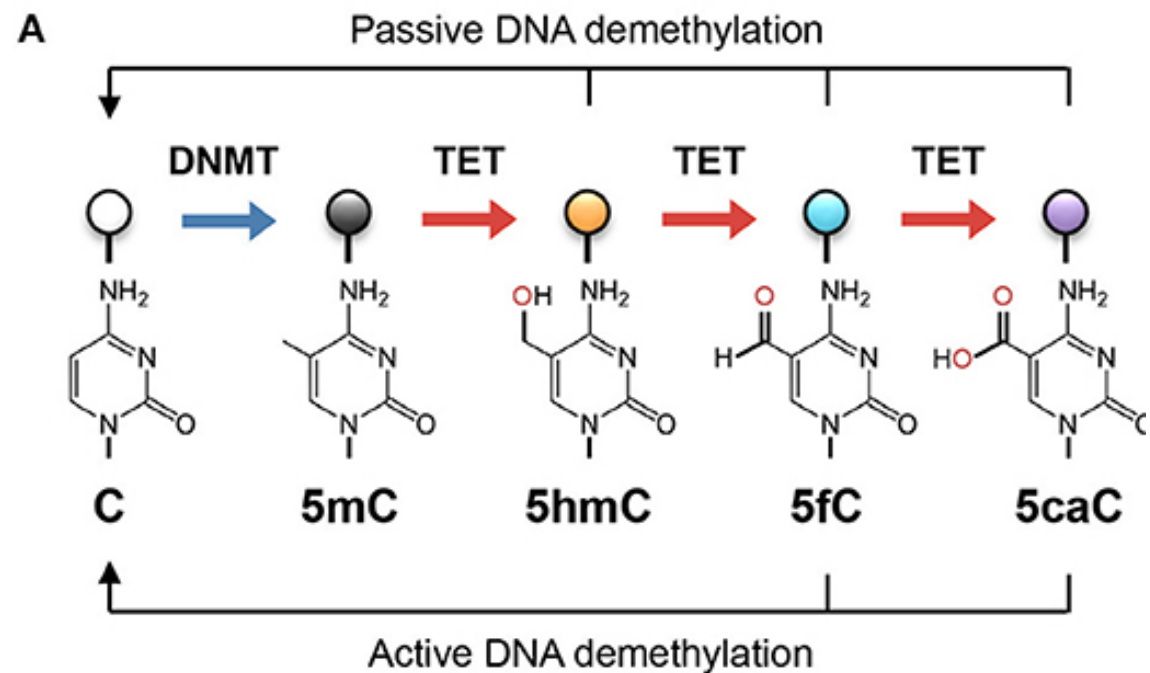 A
Passive DNA demethylation
DNMT TET TET TET
NH2 NH2 OH NH2 O NH2 O NH2
N N N H N HO N
N O N O N O N O N O
C 5mC 5hmC 5fC 5caC
Active DNA demethylation